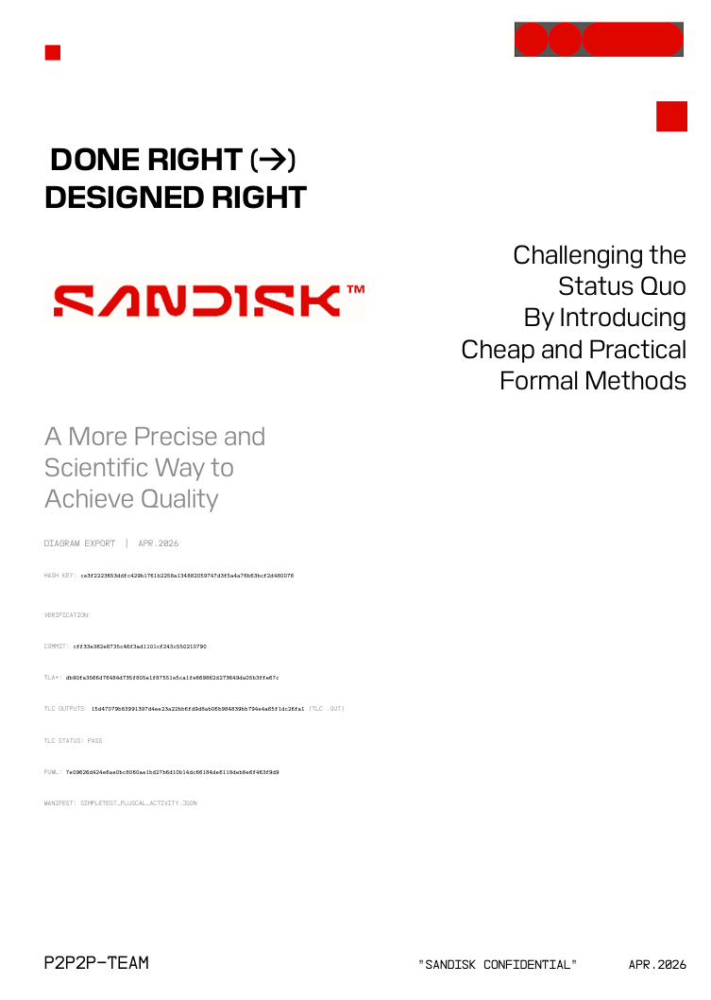 DONE RIGHT (→)
DESIGNED RIGHT
SANDISK™
Challenging the
Status Quo
By Introducing
Cheap and Practical
Formal Methods
A More Precise and
Scientific Way to
Achieve Quality
DIAGRAM EXPORT | APR.2026
HASH KEY: ce3f2223653ddfc429b1761b2258a134882059747d3f5a4a76b63bcf2d480078
VERIFICATION:
COMMIT: cff33e382e8735c46f3ad1101cf243c550210790
TLA+: db90fa3566d76484d735f805e1f87551e5ca1fe669862d273649da05b3ffe67c
TLC OUTPUTS: 15d47079b83991397d4ee23a22bb6fd9d8ab06b984839bb794e4a65f1dc26fa1 (TLC .OUT)
TLC STATUS: PASS
PUML: 7e09626d424e6ae0bc8060ae1bd27b6d10b14dc66184de6118deb8e6f463f9d9
MANIFEST: SIMPLETEST_PLUSCAL_ACTIVITY.JSON
P2P2P-TEAM
"SANDISK CONFIDENTIAL"
APR.2026